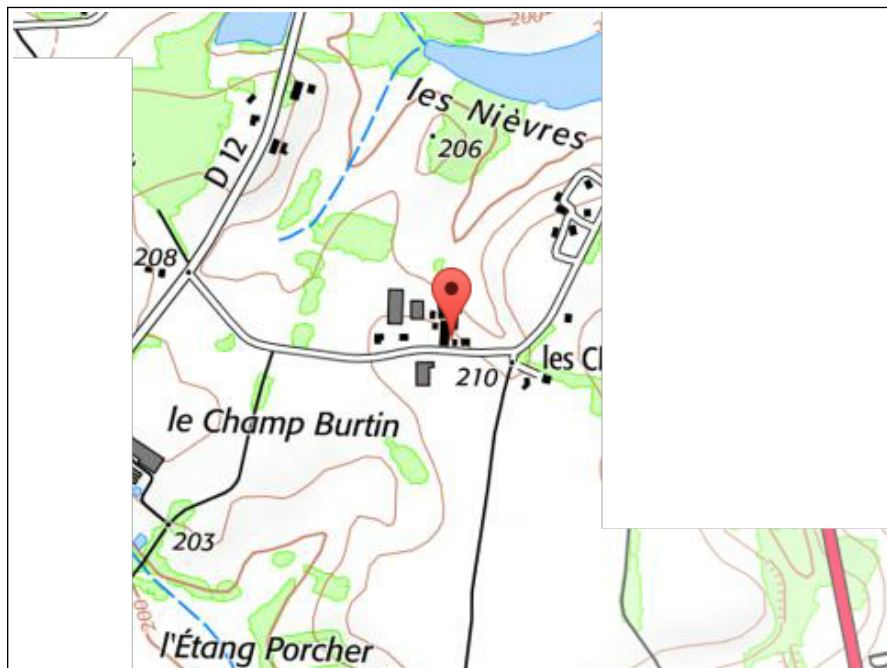 200
les Nièvres
206
D 12
208
210
les Cl
le Champ Burtin
203
200
l'Étang Porcher